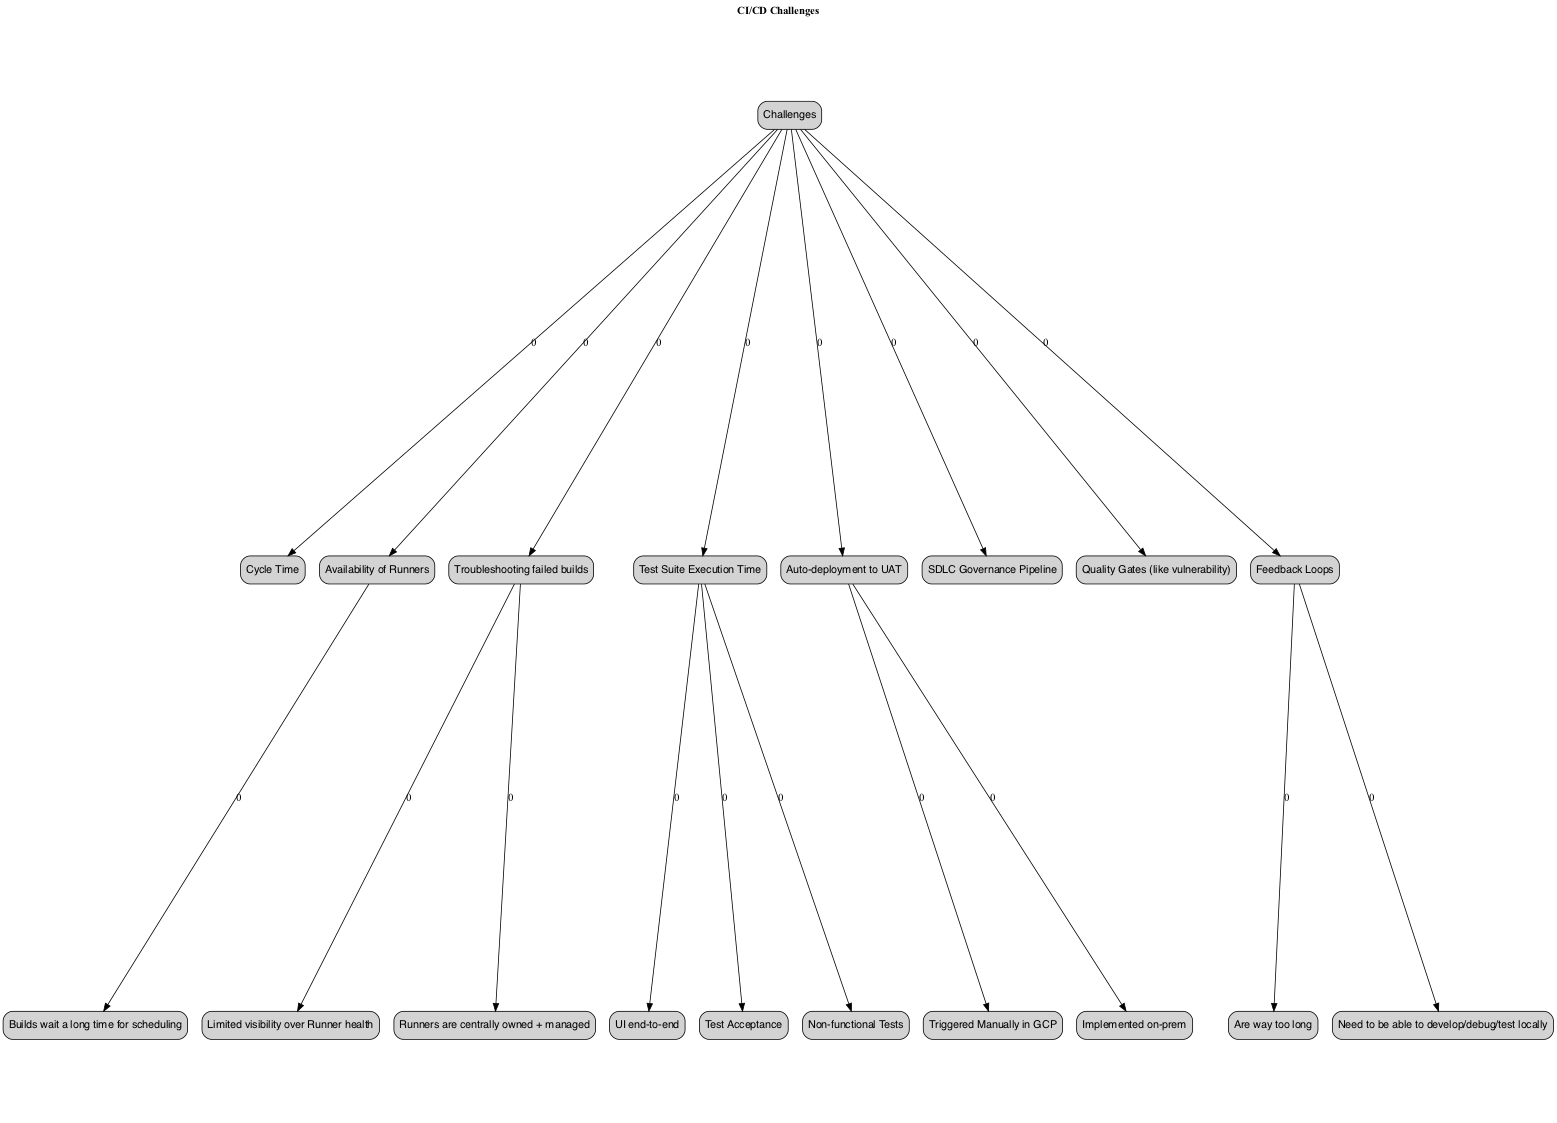 CI/CD Challenges
Challenges
0
0
0
0
0
0
0
0
Cycle Time
Availability of Runners
Troubleshooting failed builds
Test Suite Execution Time
Auto-deployment to UAT
SDLC Governance Pipeline
Quality Gates (like vulnerability)
Feedback Loops
0
0
0
0
0
0
0
0
0
0
Builds wait a long time for scheduling
Limited visibility over Runner health
Runners are centrally owned + managed
UI end-to-end
Test Acceptance
Non-functional Tests
Triggered Manually in GCP
Implemented on-prem
Are way too long
Need to be able to develop/debug/test locally